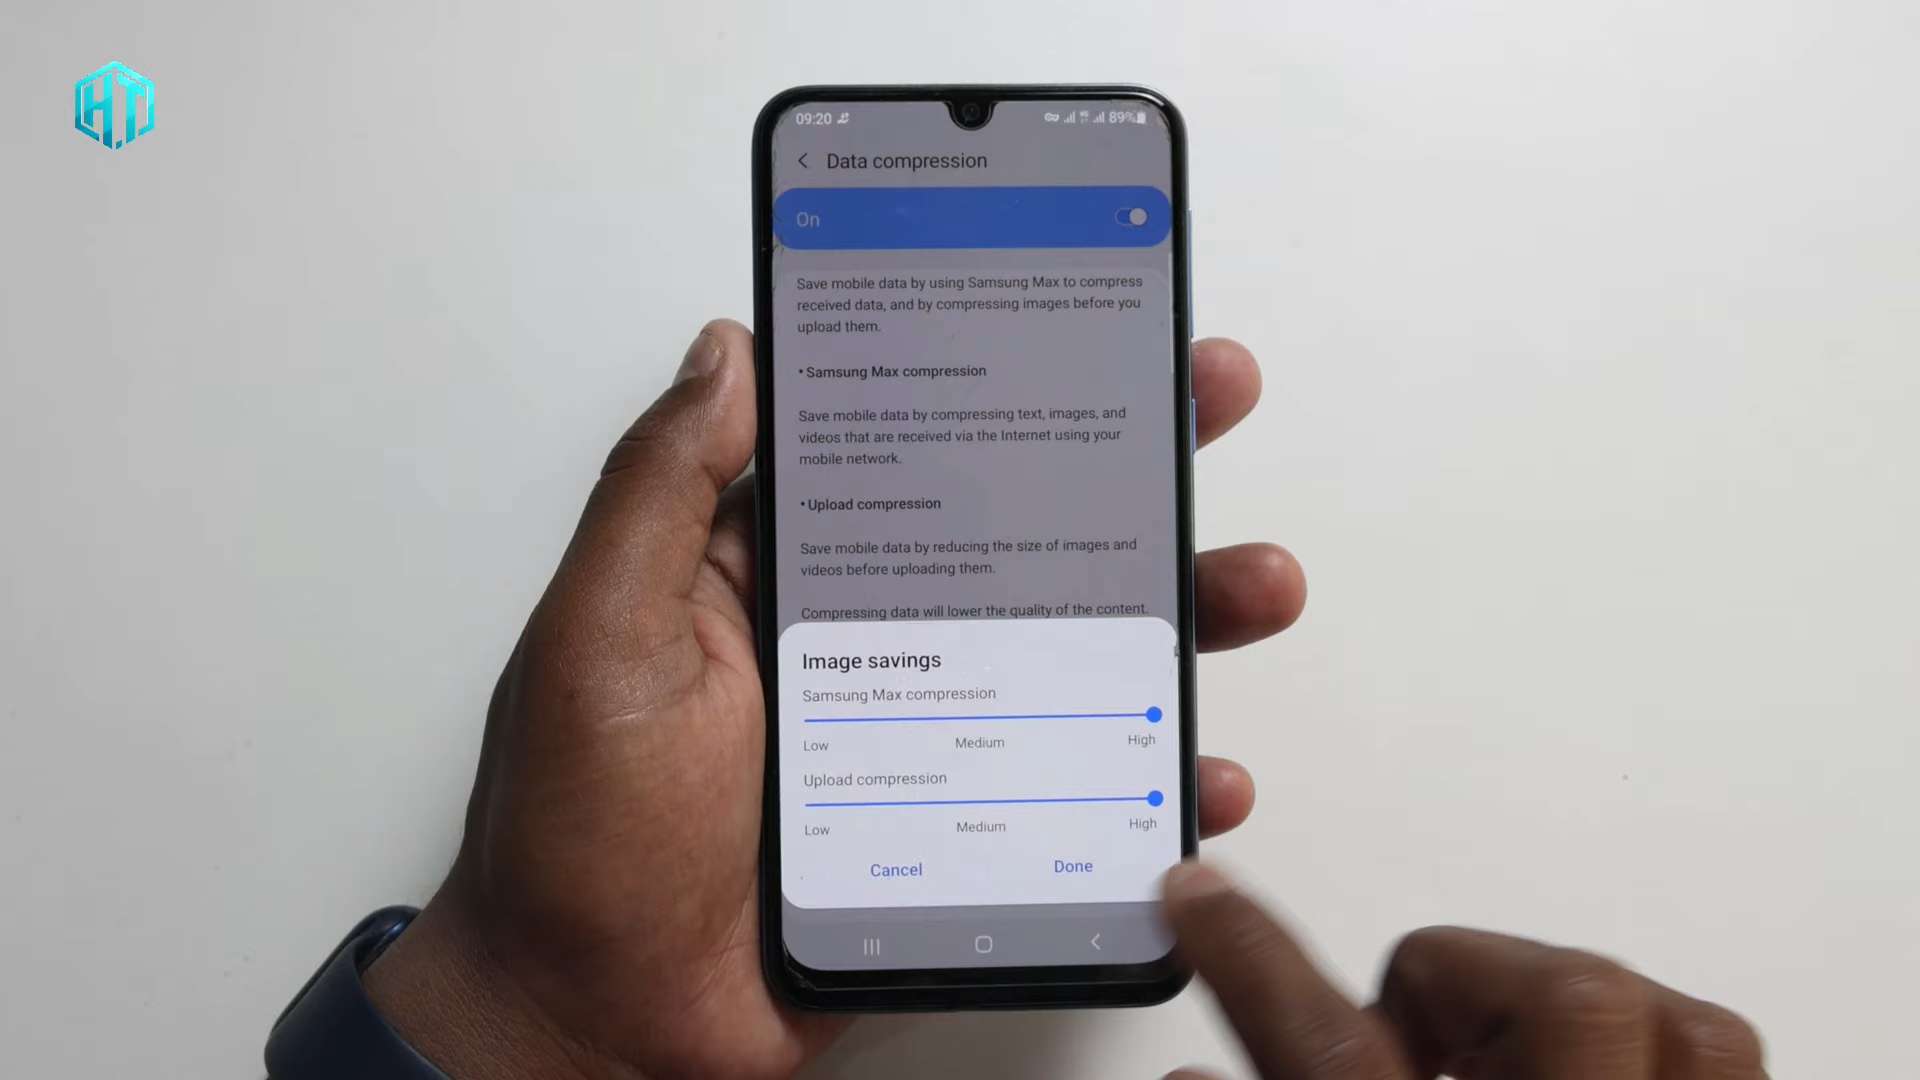 HT
09:20 89%
Data compression
On
Save mobile data by using Samsung Max to compress
received data, and by compressing images before you
upload them.
• Samsung Max compression
Save mobile data by compressing text, images, and
videos that are received via the Internet using your
mobile network.
• Upload compression
Save mobile data by reducing the size of images and
videos before uploading them.
Compressing data will lower the quality of the content.
Image savings
Samsung Max compression
Low Medium High
Upload compression
Low Medium High
Cancel Done